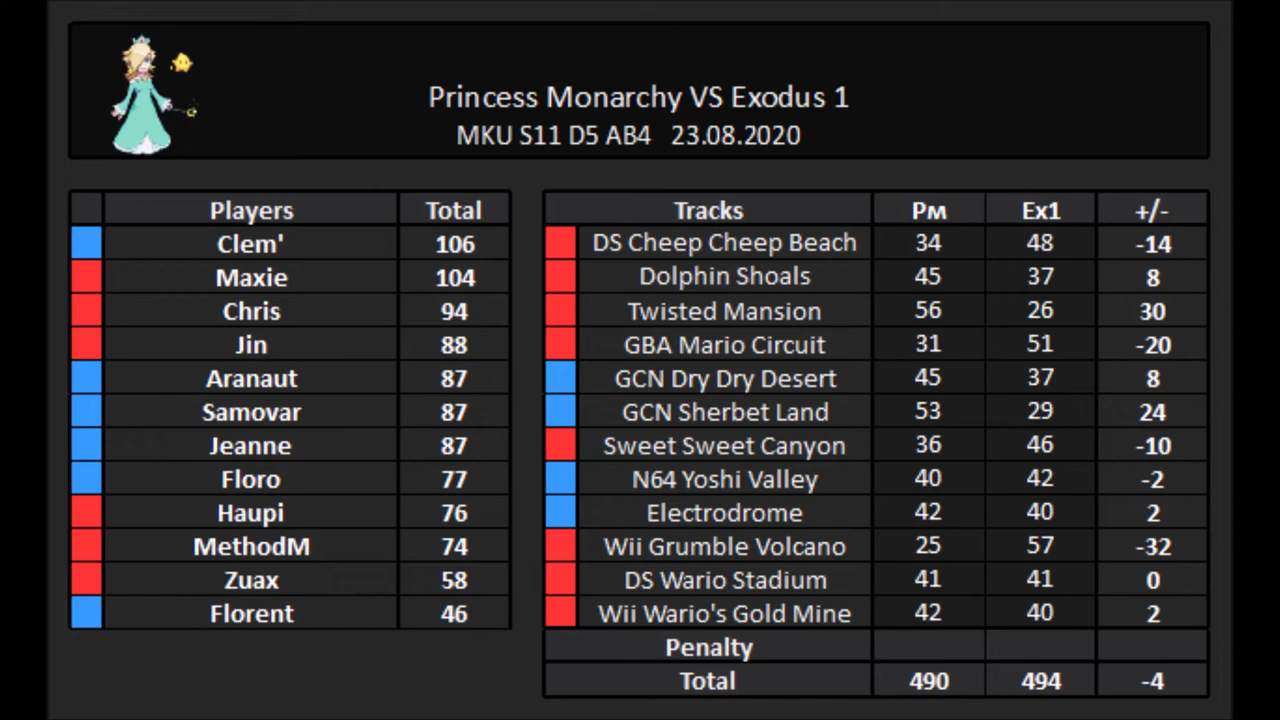 Princess Monarchy VS Exodus 1
MKU S11 D5 AB4 23.08.2020
Players Total
Clem' 106
Maxie 104
Chris 94
Jin 88
Aranaut 87
Samovar 87
Jeanne 87
Floro 77
Haupi 76
MethodM 74
Zuax 58
Florent 46
Tracks Pм Ex1 +/-
DS Cheep Cheep Beach 34 48 -14
Dolphin Shoals 45 37 8
Twisted Mansion 56 26 30
GBA Mario Circuit 31 51 -20
GCN Dry Dry Desert 45 37 8
GCN Sherbet Land 53 29 24
Sweet Sweet Canyon 36 46 -10
N64 Yoshi Valley 40 42 -2
Electrodrome 42 40 2
Wii Grumble Volcano 25 57 -32
DS Wario Stadium 41 41 0
Wii Wario's Gold Mine 42 40 2
Penalty
Total 490 494 -4